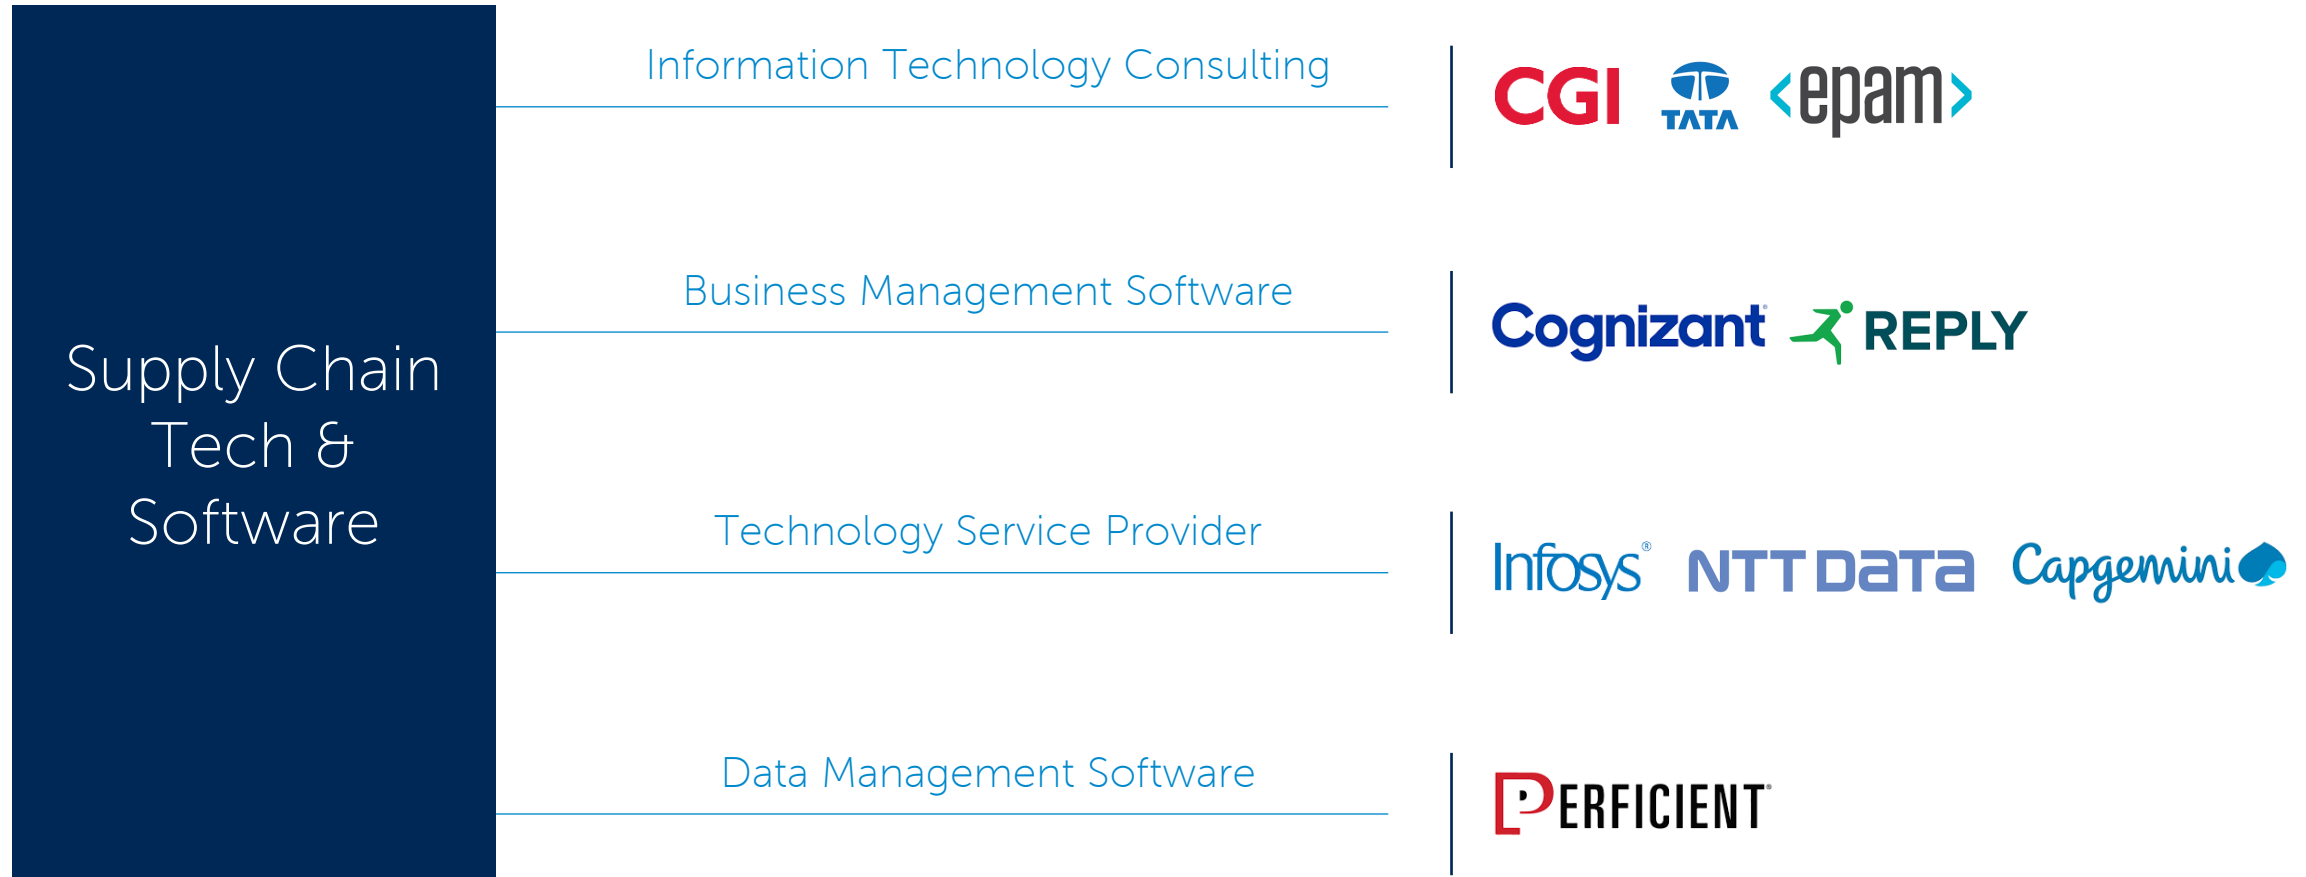 Supply Chain
Tech &
Software
Information Technology Consulting
CGI TATA <epam>
Business Management Software
Cognizant® REPLY
Technology Service Provider
Infosys® NTT DATA Capgemini
Data Management Software
PERFICIENT®